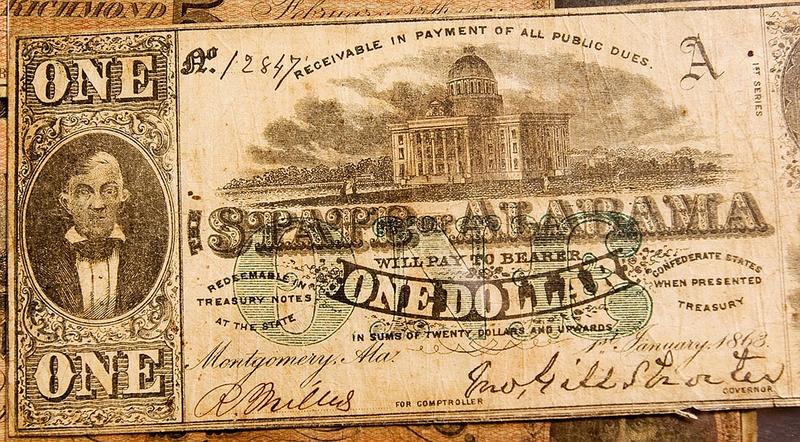 RICHMOND
ONE
No. 12847
RECEIVABLE IN PAYMENT OF ALL PUBLIC DUES.
A
1ST SERIES
STATE OF ALABAMA
WILL PAY TO BEARER
ONE DOLLAR
REDEEMABLE IN
TREASURY NOTES
AT THE STATE
CONFEDERATE STATES
WHEN PRESENTED
TREASURY
IN SUMS OF TWENTY DOLLARS AND UPWARDS.
Montgomery, Ala.
1st January, 1863.
ONE
FOR COMPTROLLER
GOVERNOR
ONE